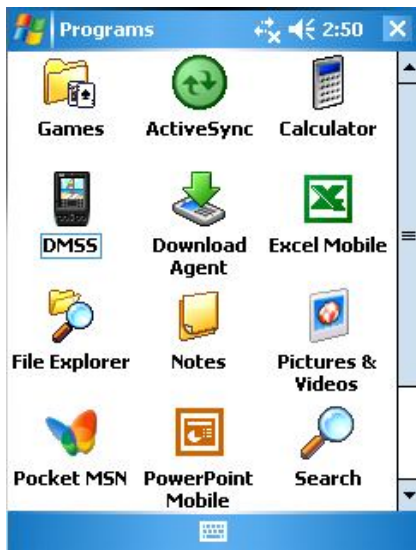 Programs 2:50
Games ActiveSync Calculator
DMSS Download Excel Mobile
Agent
File Explorer Notes Pictures &
Videos
Pocket MSN PowerPoint Search
Mobile